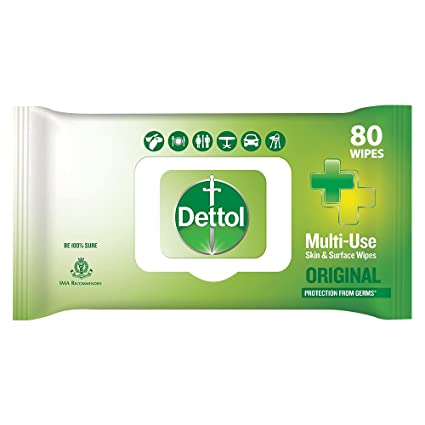 80
WIPES
Dettol
Multi-Use
Skin & Surface Wipes
ORIGINAL
PROTECTION FROM GERMS*
BE 100% SURE
IMA RECOMMENDED